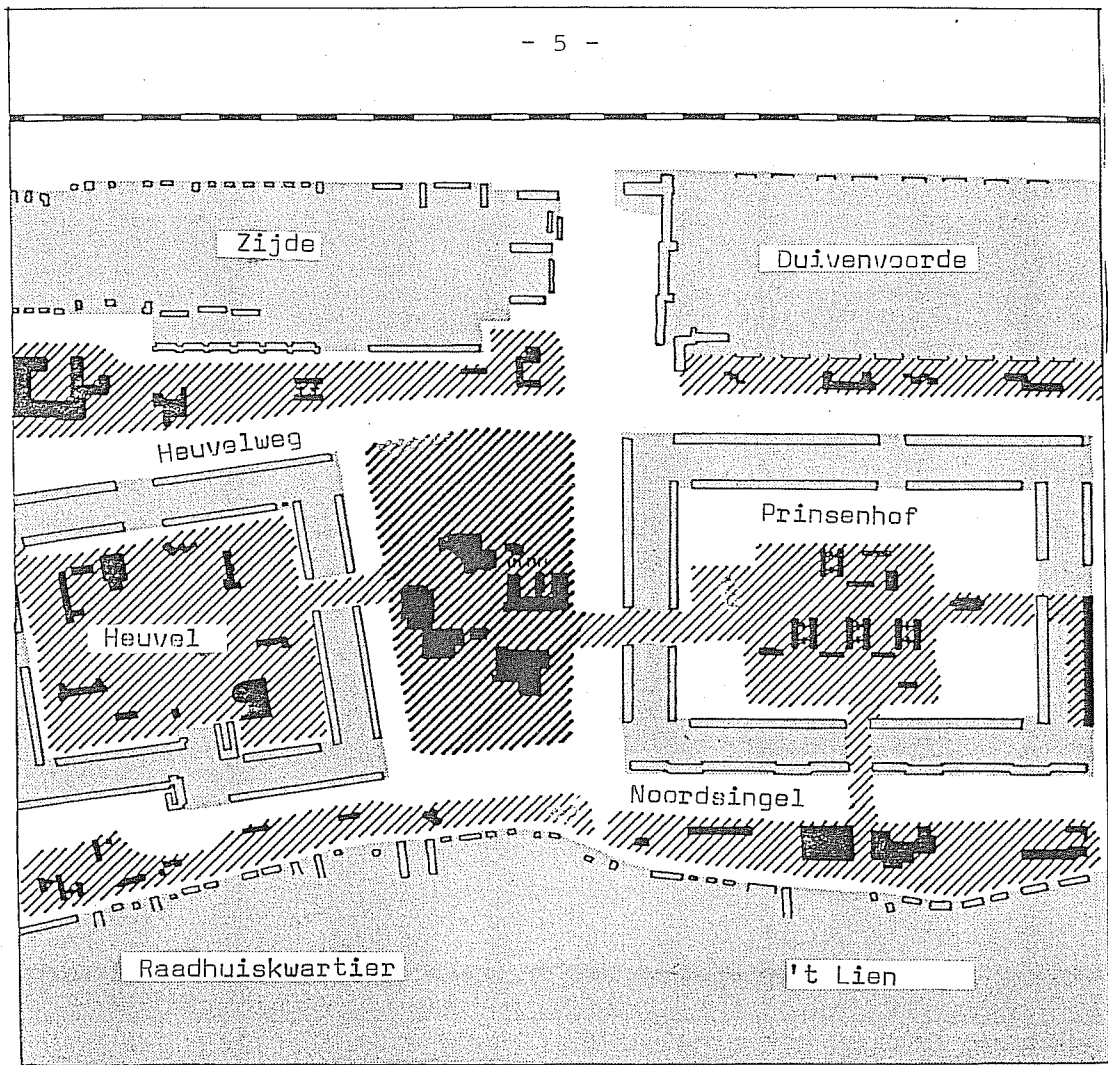 - 5 -
Zijde
Duivenvoorde
Heuvelweg
Prinsenhof
Heuvel
Noordsingel
Raadhuiskwartier
't Lien